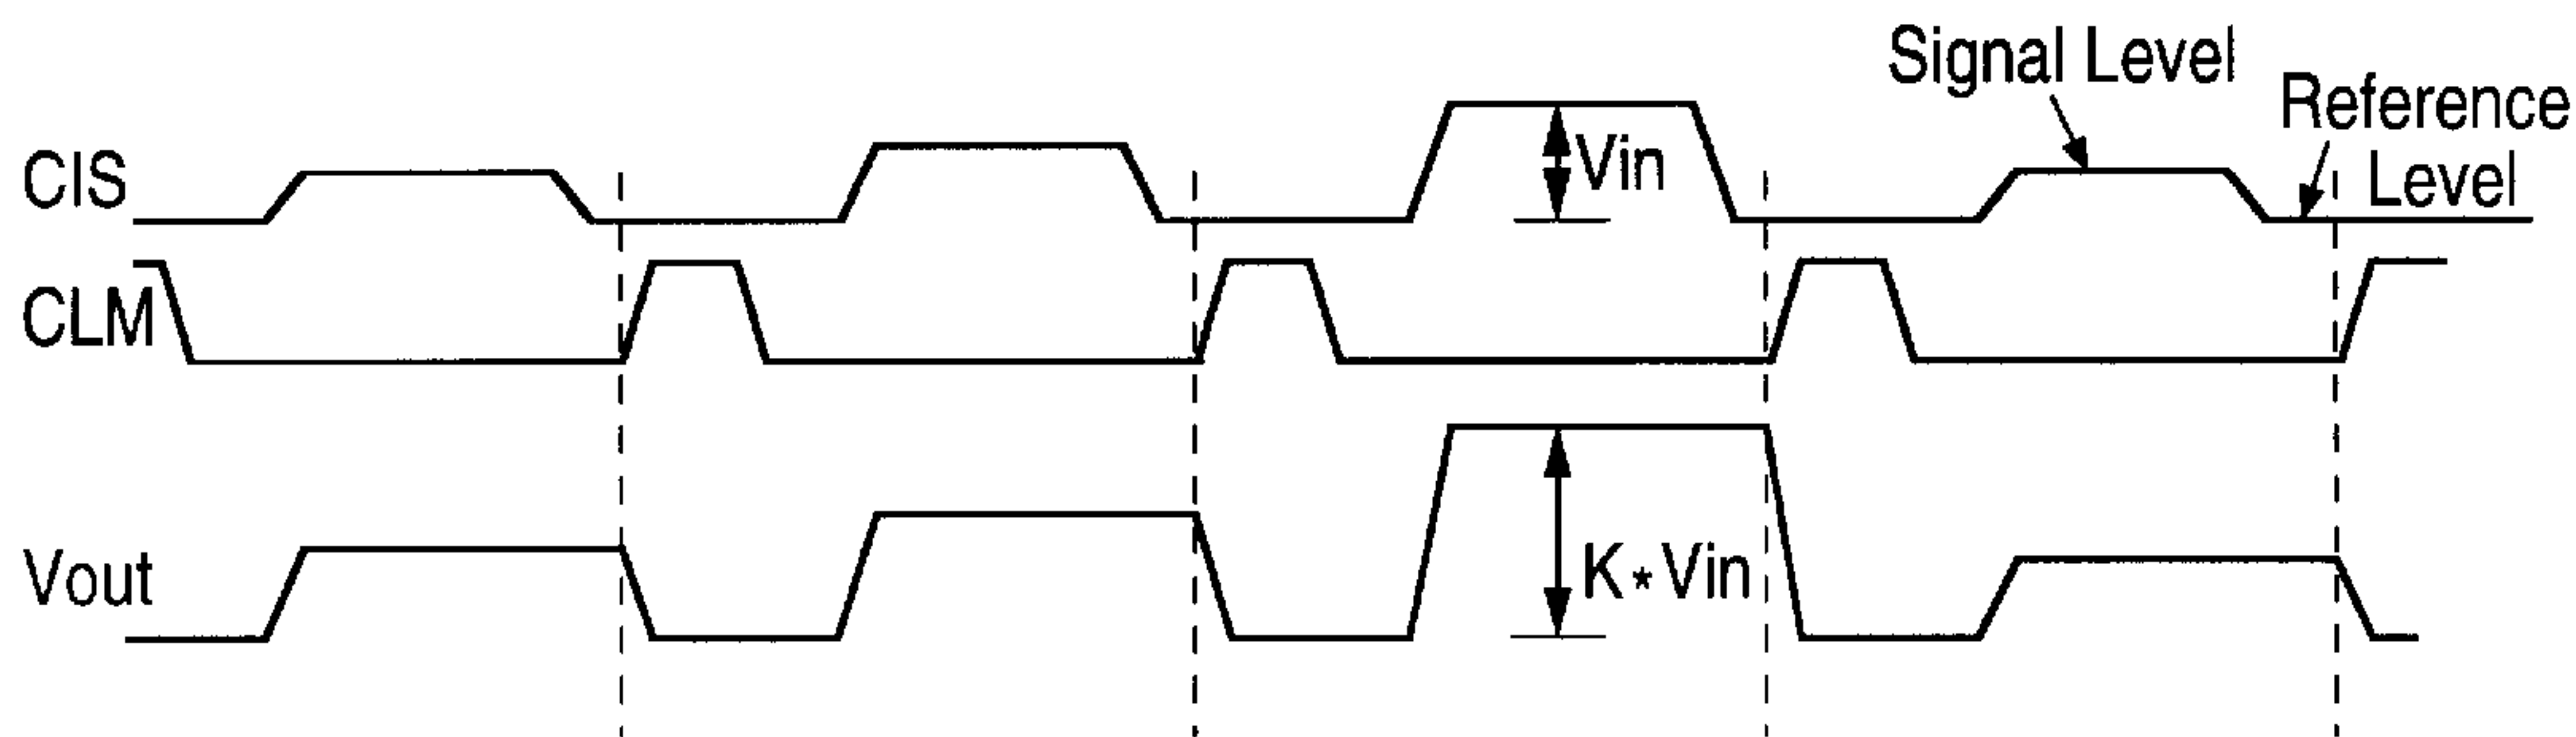 Signal Level
Reference
Level
CIS
Vin
CLM
Vout
K*Vin